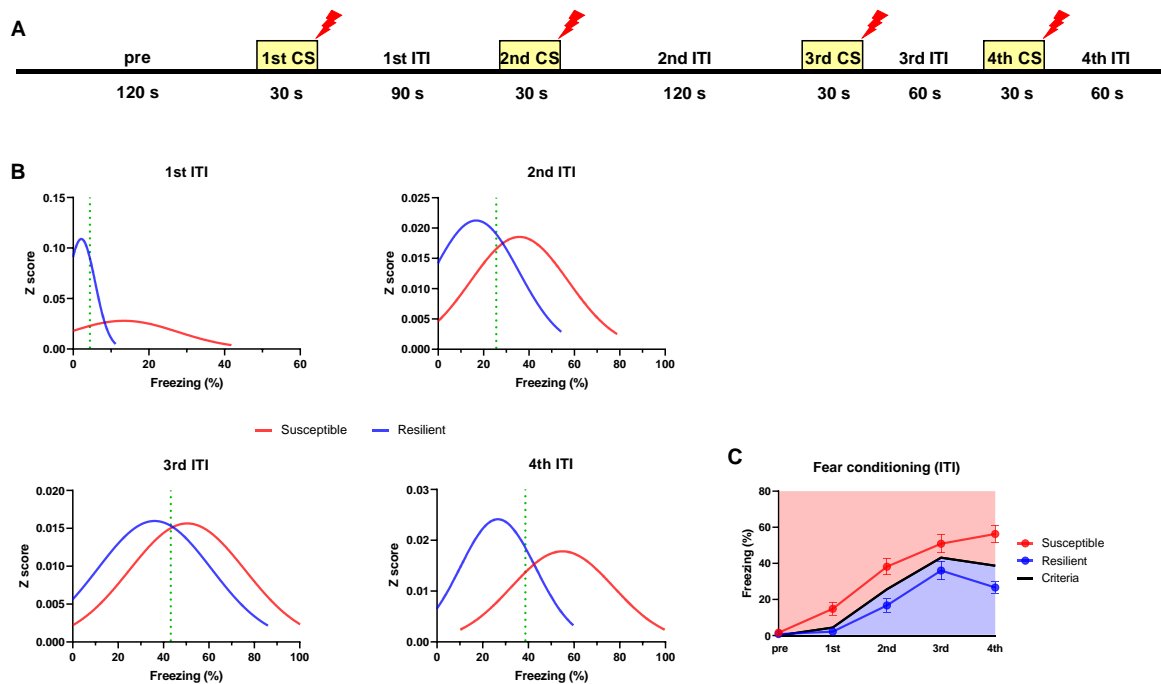 A
pre 1st CS 1st ITI 2nd CS 2nd ITI 3rd CS 3rd ITI 4th CS 4th ITI
120 s 30 s 90 s 30 s 120 s 30 s 60 s 30 s 60 s
B
1st ITI
0.15
0.10
0.05
0.00
Z score
0 20 40 60
Freezing (%)
2nd ITI
0.025
0.020
0.015
0.010
0.005
0.000
Z score
0 20 40 60 80 100
Freezing (%)
Susceptible Resilient
3rd ITI
0.020
0.015
0.010
0.005
0.000
Z score
0 20 40 60 80 100
Freezing (%)
4th ITI
0.03
0.02
0.01
0.00
Z score
0 20 40 60 80 100
Freezing (%)
C
Fear conditioning (ITI)
80
60
40
20
0
Freezing (%)
pre 1st 2nd 3rd 4th
Susceptible
Resilient
Criteria